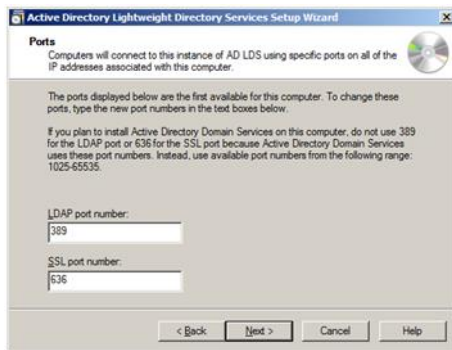 Active Directory Lightweight Directory Services Setup Wizard
Ports
Computers will connect to this instance of AD LDS using specific ports on all of the
IP addresses associated with this computer.
The ports displayed below are the first available for this computer. To change these
ports, type the new port numbers in the text boxes below.
If you plan to install Active Directory Domain Services on this computer, do not use 389
for the LDAP port or 636 for the SSL port because Active Directory Domain Services
uses these port numbers. Instead, use available port numbers from the following range:
1025-65535.
LDAP port number:
389
SSL port number:
636
< Back Next > Cancel Help